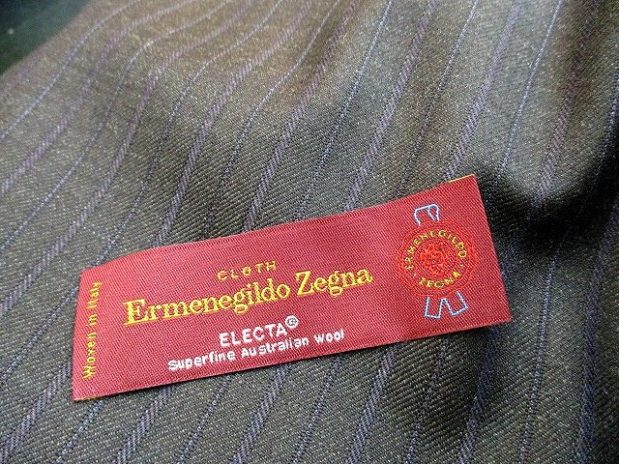 CLOTH
Ermenegildo Zegna
ELECTA®
Superfine Australian Wool
Woven in Italy
ERMENEGILDO
ZEGNA